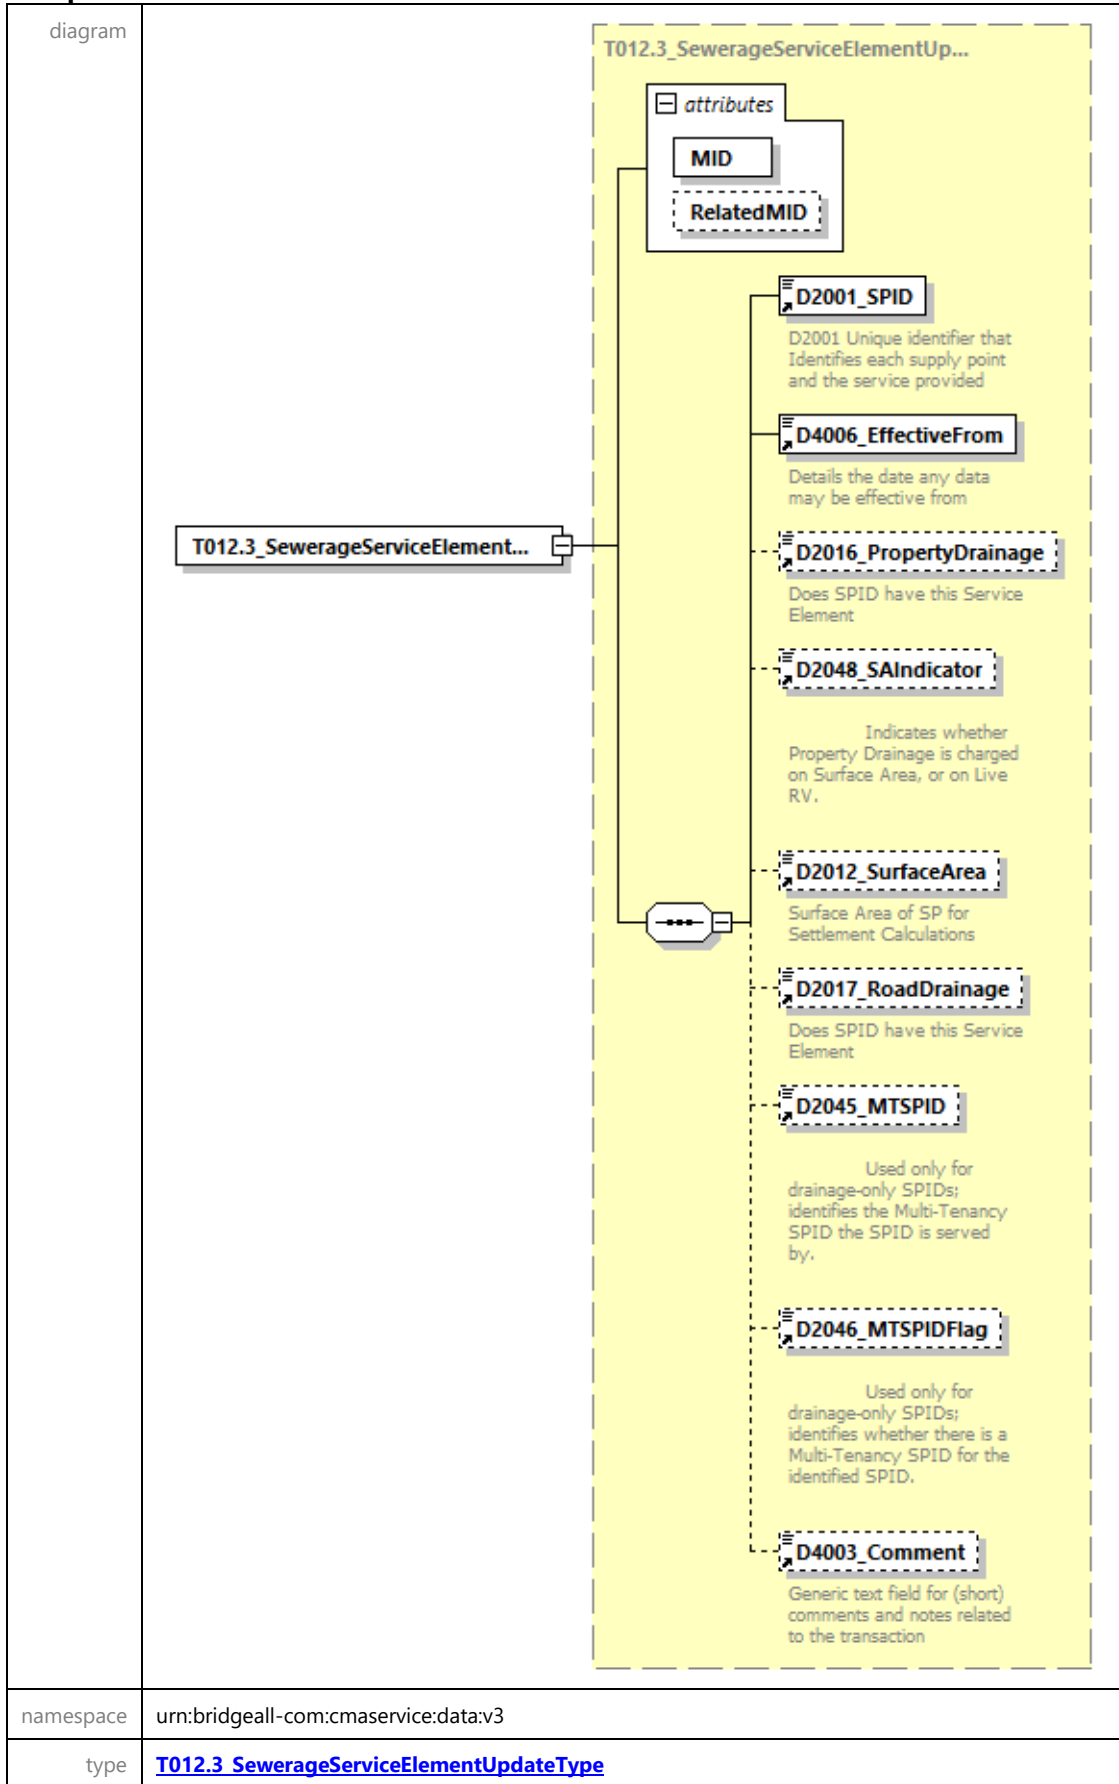 diagram
T012.3_SewerageServiceElementUp...
attributes
MID
RelatedMID
D2001_SPID
D2001 Unique identifier that
Identifies each supply point
and the service provided
D4006_EffectiveFrom
Details the date any data
may be effective from
T012.3_SewerageServiceElement...
D2016_PropertyDrainage
Does SPID have this Service
Element
D2048_SAIndicator
Indicates whether
Property Drainage is charged
on Surface Area, or on Live
RV.
D2012_SurfaceArea
Surface Area of SP for
Settlement Calculations
D2017_RoadDrainage
Does SPID have this Service
Element
D2045_MTSPID
Used only for
drainage-only SPIDs;
identifies the Multi-Tenancy
SPID the SPID is served
by.
D2046_MTSPIDFlag
Used only for
drainage-only SPIDs;
identifies whether there is a
Multi-Tenancy SPID for the
identified SPID.
D4003_Comment
Generic text field for (short)
comments and notes related
to the transaction
namespace urn:bridgeall-com:cmaservice:data:v3
type T012.3_SewerageServiceElementUpdateType